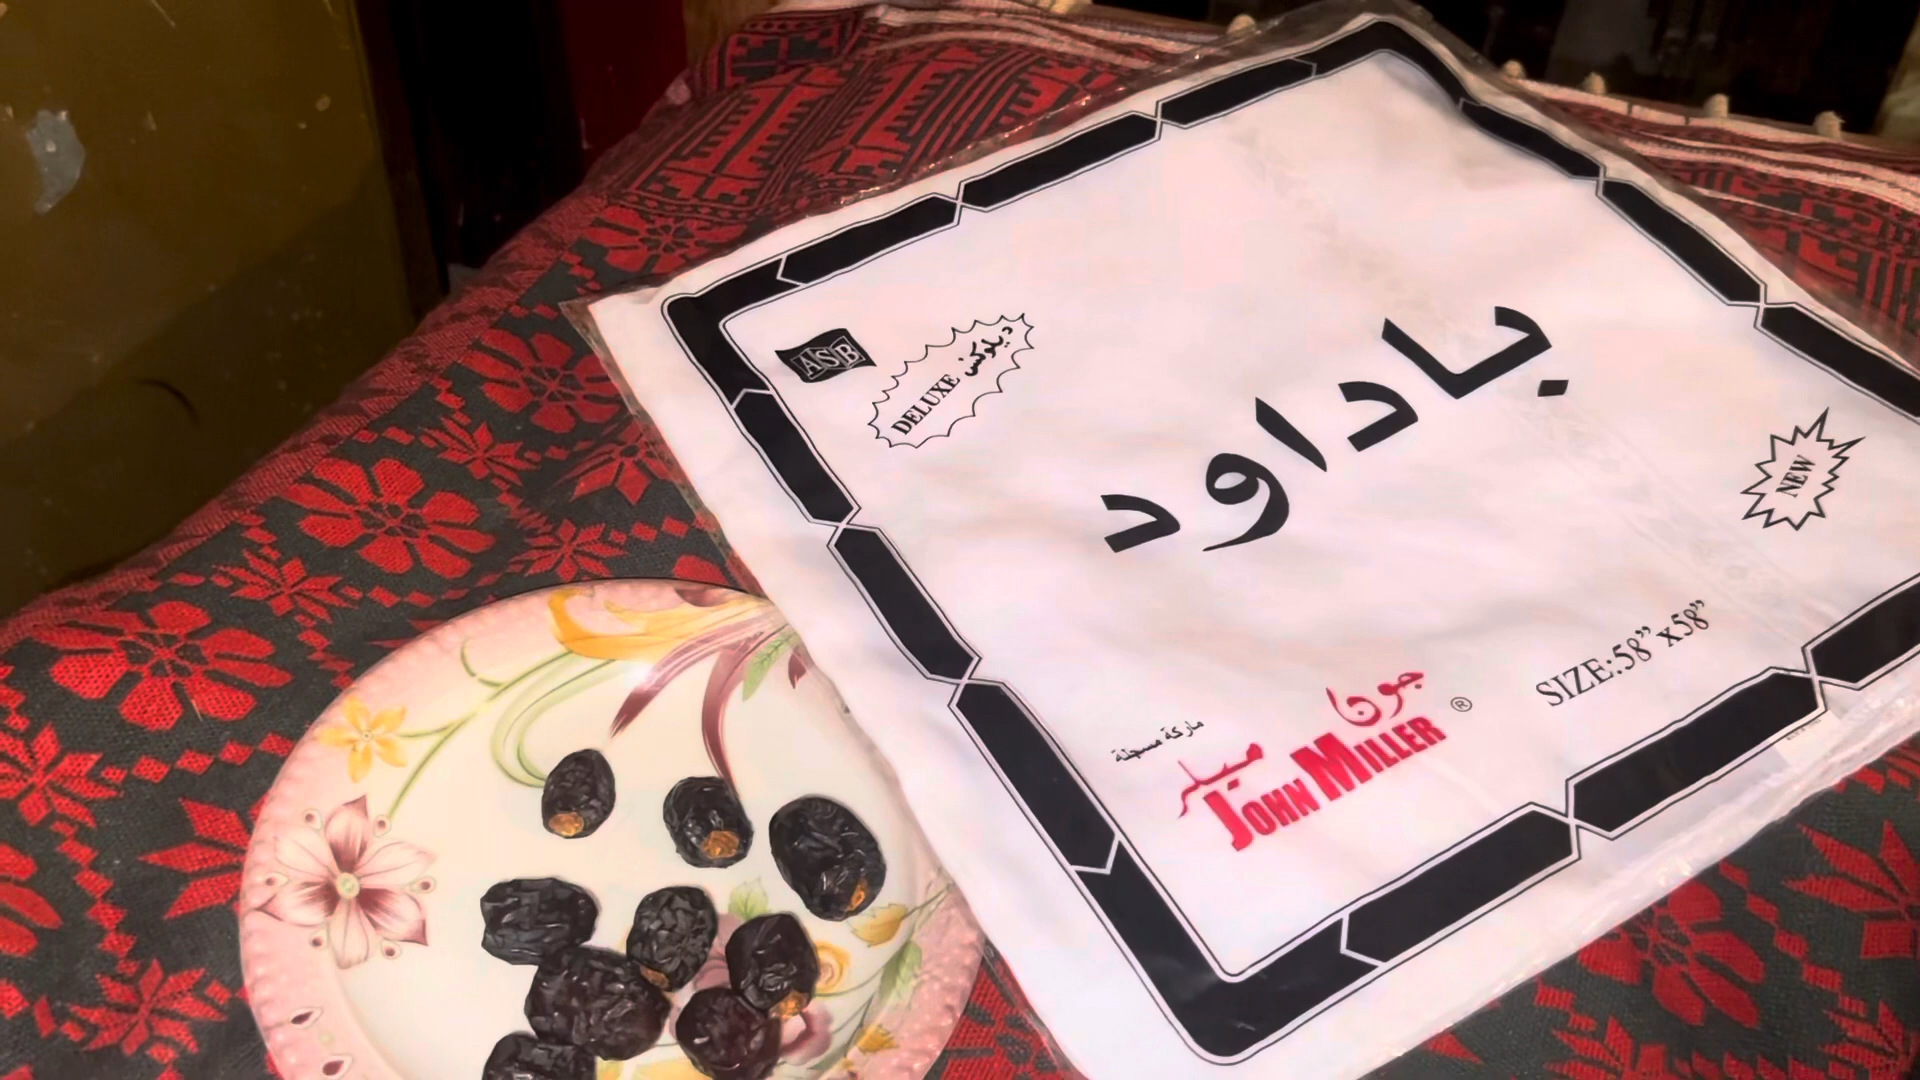 ASB
DELUXE ديلوكس
باداود
NEW
SIZE:58”x58”
ماركة مسجلة
جون ميلر
JOHN MILLER ®